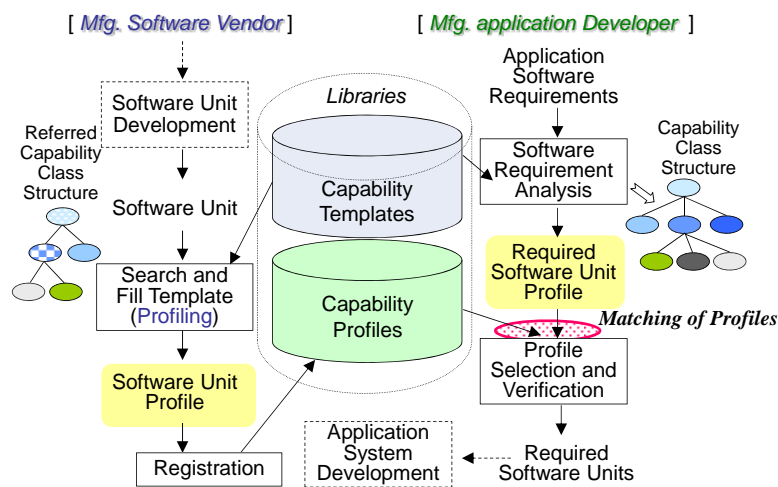 [ Mfg. Software Vendor ]
[ Mfg. application Developer ]
Software Unit
Development
Referred
Capability
Class
Structure
Software Unit
Search and
Fill Template
(Profiling)
Software Unit
Profile
Registration
Libraries
Capability
Templates
Capability
Profiles
Application
Software
Requirements
Software
Requirement
Analysis
Capability
Class
Structure
Required
Software Unit
Profile
Matching of Profiles
Profile
Selection and
Verification
Required
Software Units
Application
System
Development